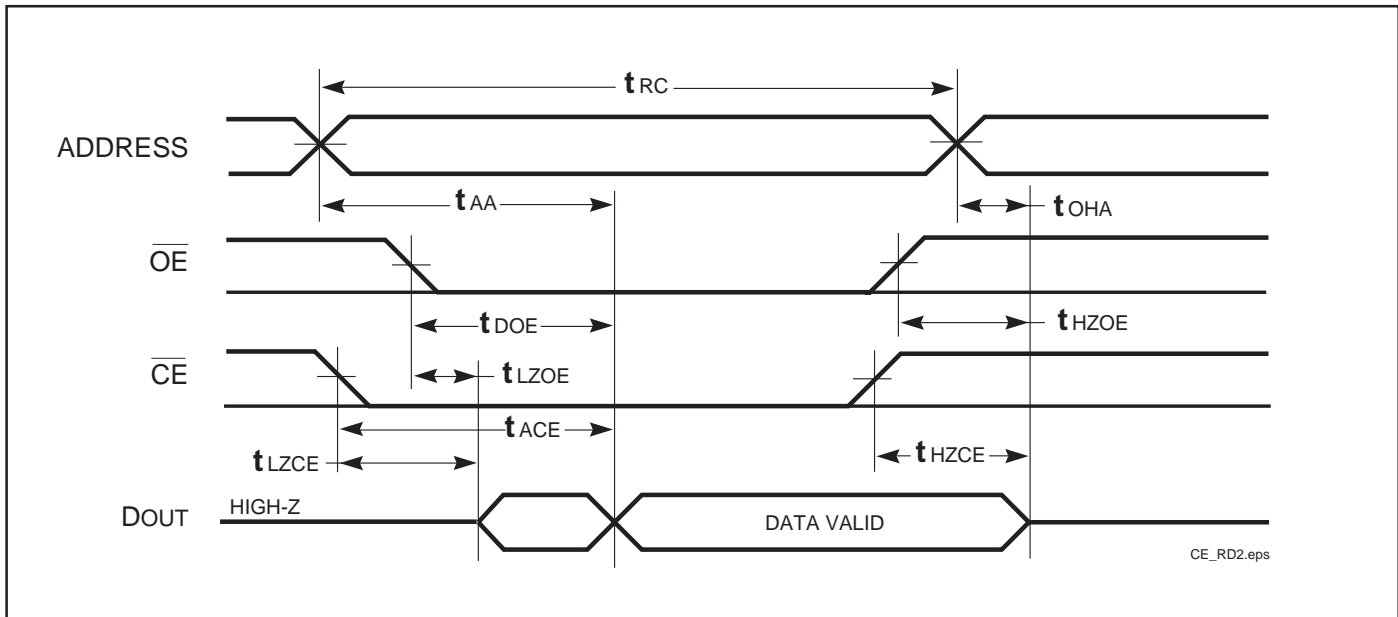 tRC
ADDRESS
tAA
tOHA
OE
tDOE
tHZOE
CE
tLZOE
tACE
tLZCE
tHZCE
DOUT
HIGH-Z
DATA VALID
CE_RD2.eps